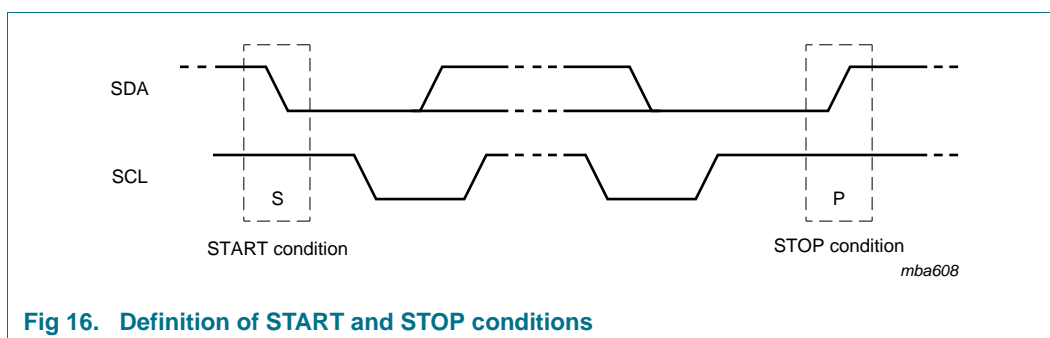 SDA
SCL
S
P
START condition
STOP condition
mba608
Fig 16. Definition of START and STOP conditions